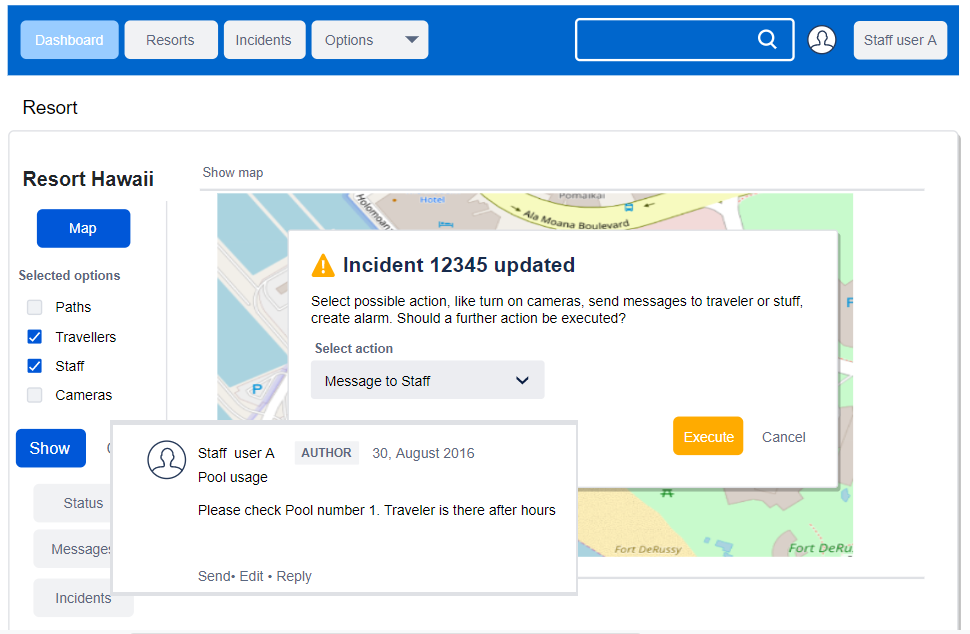 Dashboard
Resorts
Incidents
Options
Staff user A
Resort
Resort Hawaii
Map
Selected options
Paths
Travellers
Staff
Cameras
Show
Status
Messages
Incidents
Show map
Hotel
Ala Moana Boulevard
P
Incident 12345 updated
Select possible action, like turn on cameras, send messages to traveler or stuff,
create alarm. Should a further action be executed?
Select action
Message to Staff
Execute
Cancel
Staff user A
AUTHOR
30, August 2016
Pool usage
Please check Pool number 1. Traveler is there after hours
Send• Edit • Reply
Fort DeRussy
Fort DeRu